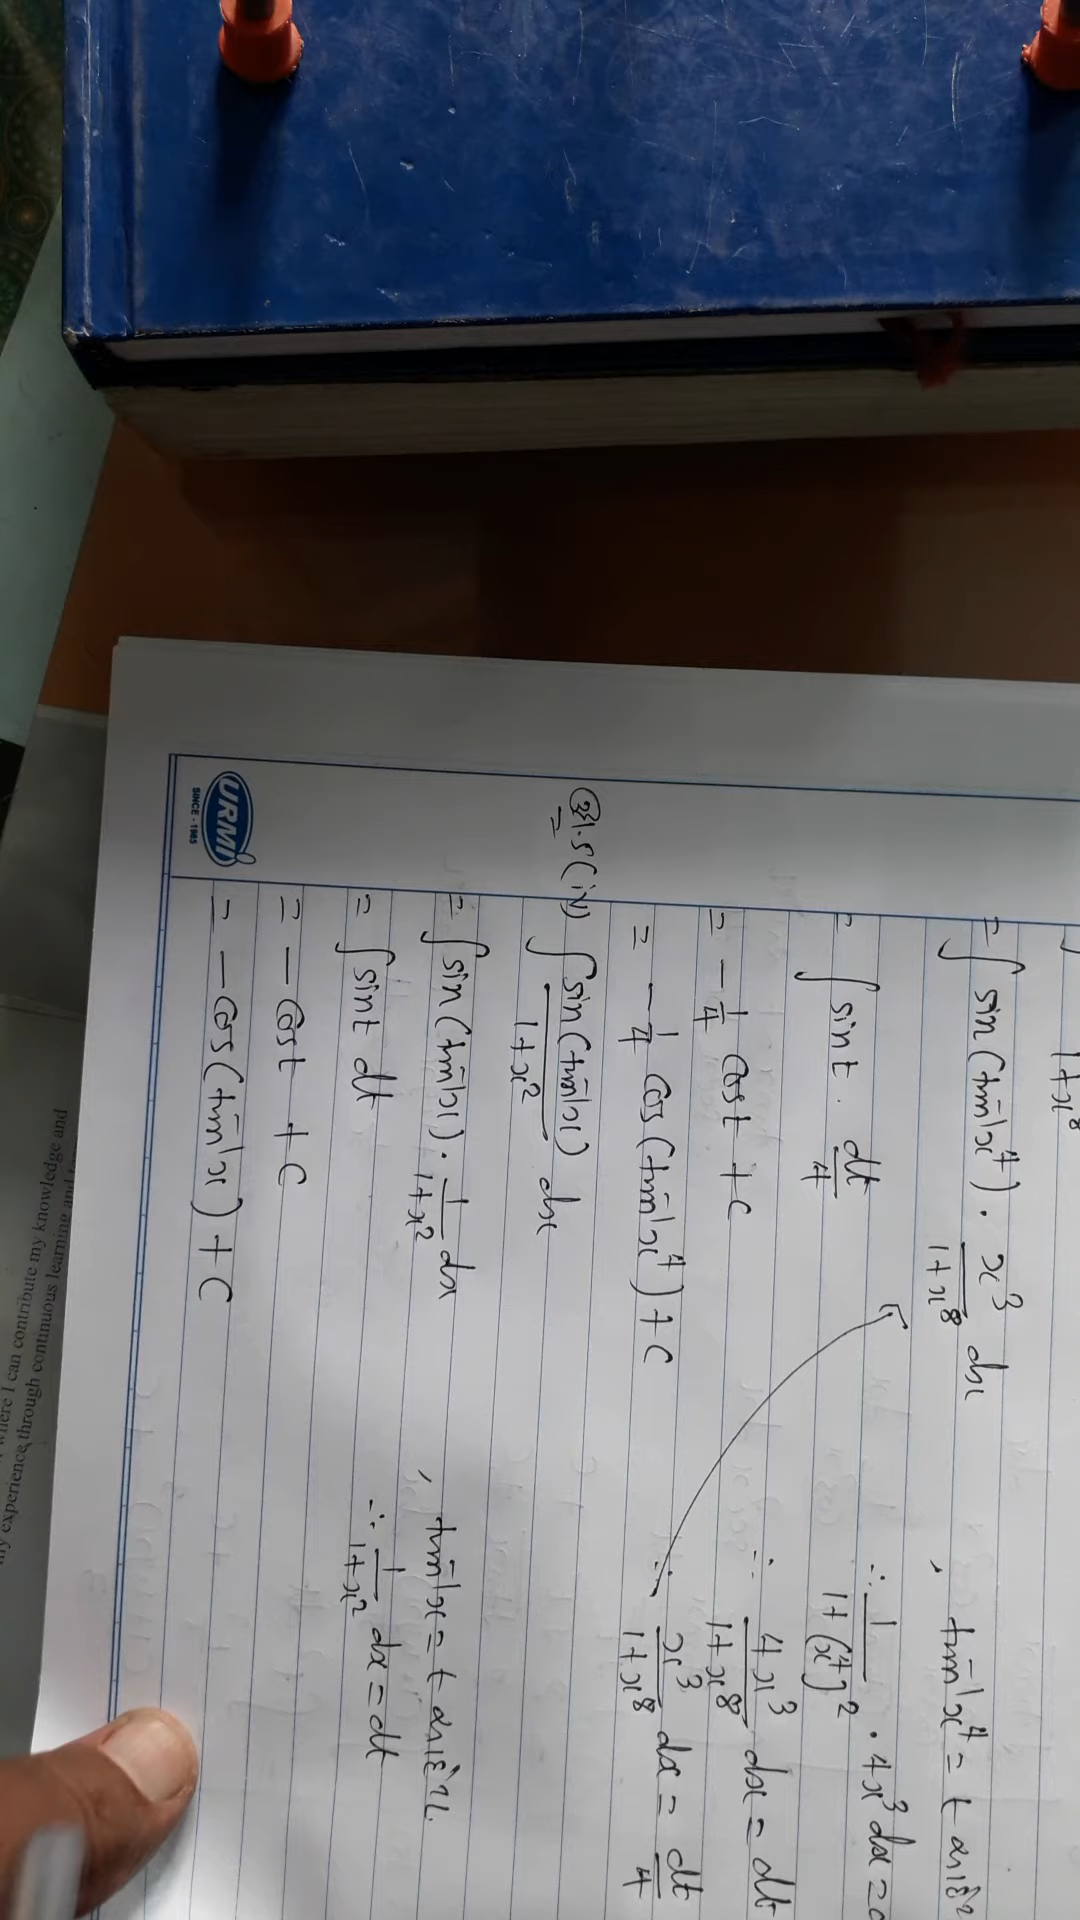 1+x⁸
= ∫ sin(tan⁻¹x⁴) · x³/(1+x⁸) dx , tan⁻¹x⁴ = t
∴ 1/(1+(x⁴)²) · 4x³ dx =
= ∫ sint · dt/4
∴ 4x³/(1+x⁸) dx = dt
= -1/4 cost + c
∴ x³/(1+x⁸) dx = dt/4
= -1/4 cos(tan⁻¹x⁴) + c
(iv) ∫ sin(tan⁻¹x)/(1+x²) dx
= ∫ sin(tan⁻¹x) · 1/(1+x²) dx , tan⁻¹x = t
∴ 1/(1+x²) dx = dt
= ∫ sint dt
= - cost + c
= - cos(tan⁻¹x) + c
URMI
SINCE - 1985
where I can contribute my knowledge and
my experience through continuous learning and